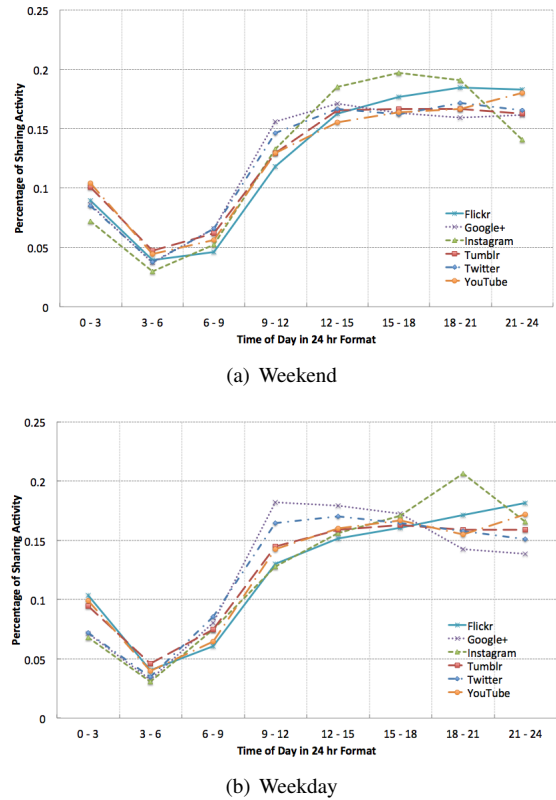 0.25
0.2
0.15
0.1
0.05
0
Percentage of Sharing Activity
Flickr
Google+
Instagram
Tumblr
Twitter
YouTube
0 - 3 3 - 6 6 - 9 9 - 12 12 - 15 15 - 18 18 - 21 21 - 24
Time of Day in 24 hr Format
(a) Weekend
0.25
0.2
0.15
0.1
0.05
0
Percentage of Sharing Activity
Flickr
Google+
Instagram
Tumblr
Twitter
YouTube
0 - 3 3 - 6 6 - 9 9 - 12 12 - 15 15 - 18 18 - 21 21 - 24
Time of Day in 24 hr Format
(b) Weekday